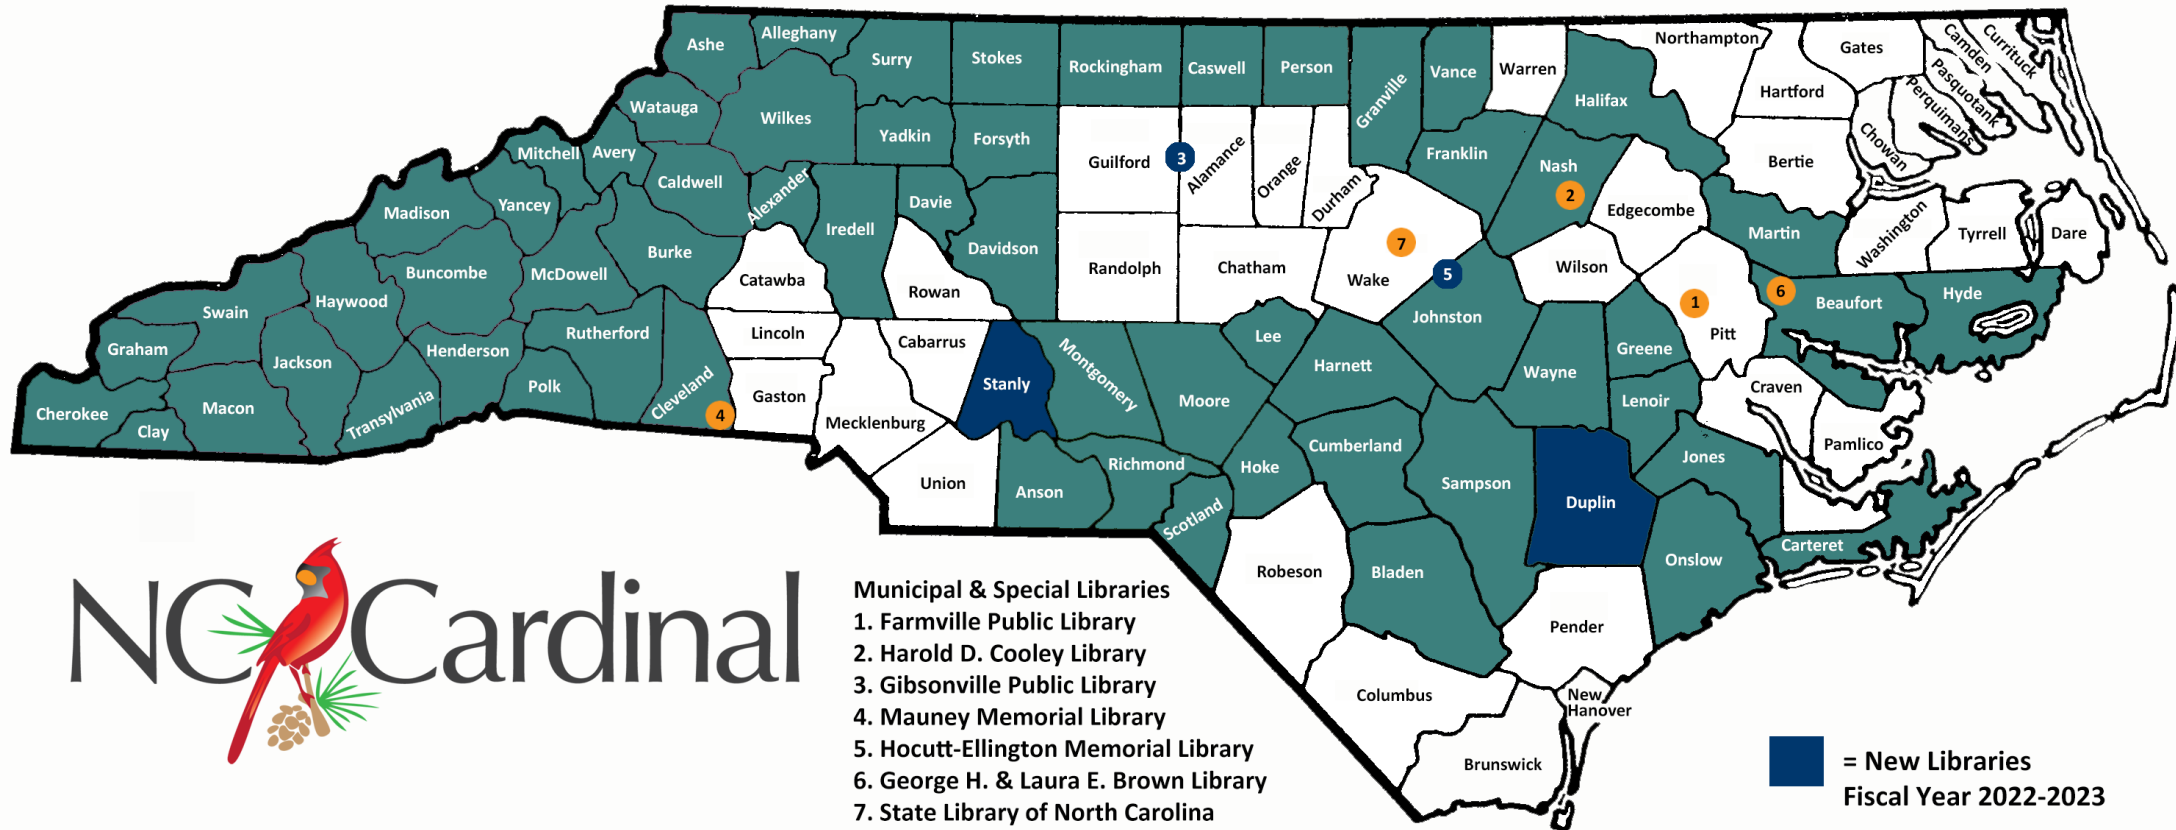 Ashe
Alleghany
Surry
Stokes
Rockingham
Caswell
Person
Granville
Vance
Warren
Halifax
Northampton
Hartford
Gates
Camden
Currituck
Pasquotank
Perquimans
Chowan
Bertie
Watauga
Wilkes
Yadkin
Forsyth
Guilford
3
Alamance
Orange
Durham
Franklin
Nash
2
Edgecombe
Mitchell
Avery
Caldwell
Alexander
Iredell
Davie
Davidson
Madison
Yancey
Burke
Catawba
Rowan
Randolph
Chatham
7
Wake
5
Wilson
Martin
Washington
Tyrrell
Dare
Swain
Haywood
Buncombe
McDowell
Rutherford
Lincoln
Cabarrus
Stanly
Montgomery
Moore
Lee
Harnett
Johnston
Wayne
Greene
1
Pitt
6
Beaufort
Hyde
Graham
Jackson
Henderson
Polk
Cleveland
4
Gaston
Mecklenburg
Lenoir
Craven
Pamlico
Cherokee
Clay
Macon
Transylvania
Union
Anson
Richmond
Scotland
Hoke
Cumberland
Sampson
Duplin
Jones
Onslow
Carteret
Robeson
Bladen
Pender
Columbus
New
Hanover
Brunswick
NC Cardinal
Municipal & Special Libraries
1. Farmville Public Library
2. Harold D. Cooley Library
3. Gibsonville Public Library
4. Mauney Memorial Library
5. Hocutt-Ellington Memorial Library
6. George H. & Laura E. Brown Library
7. State Library of North Carolina
= New Libraries
Fiscal Year 2022-2023